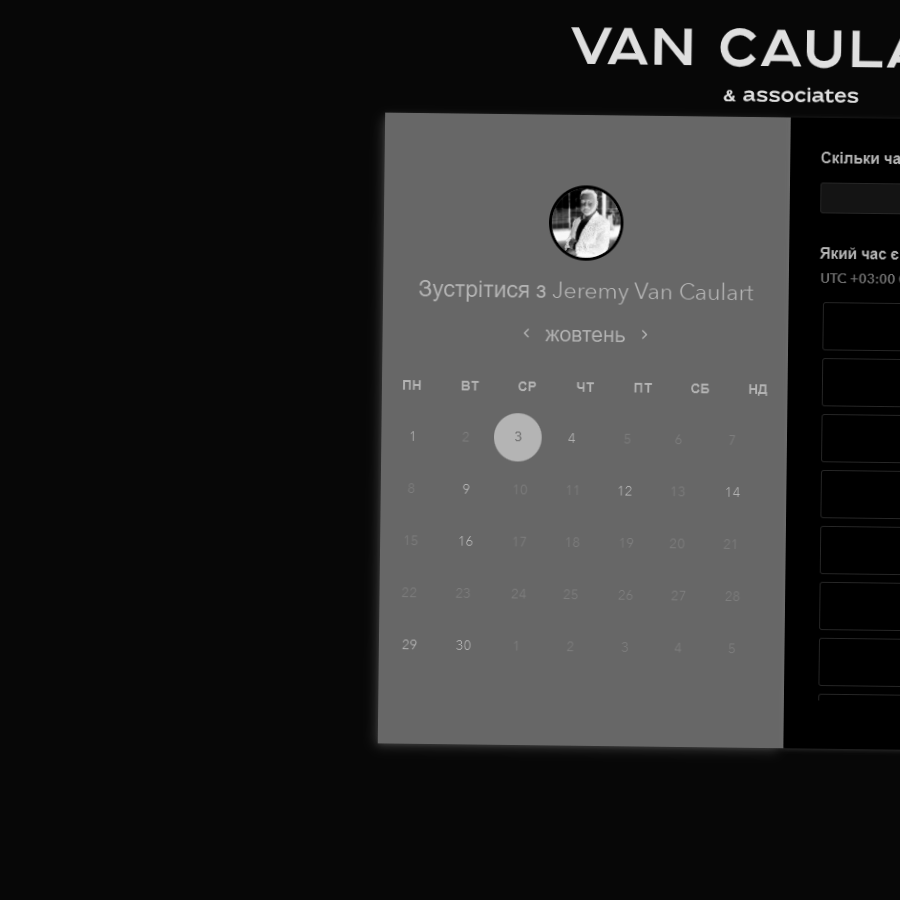 VAN CAULA
& associates
Зустрітися з Jeremy Van Caulart
жовтень
ПН ВТ СР ЧТ ПТ СБ НД
1 2 3 4 5 6 7
8 9 10 11 12 13 14
15 16 17 18 19 20 21
22 23 24 25 26 27 28
29 30 1 2 3 4 5
Скільки ча
Який час є
UTC +03:00